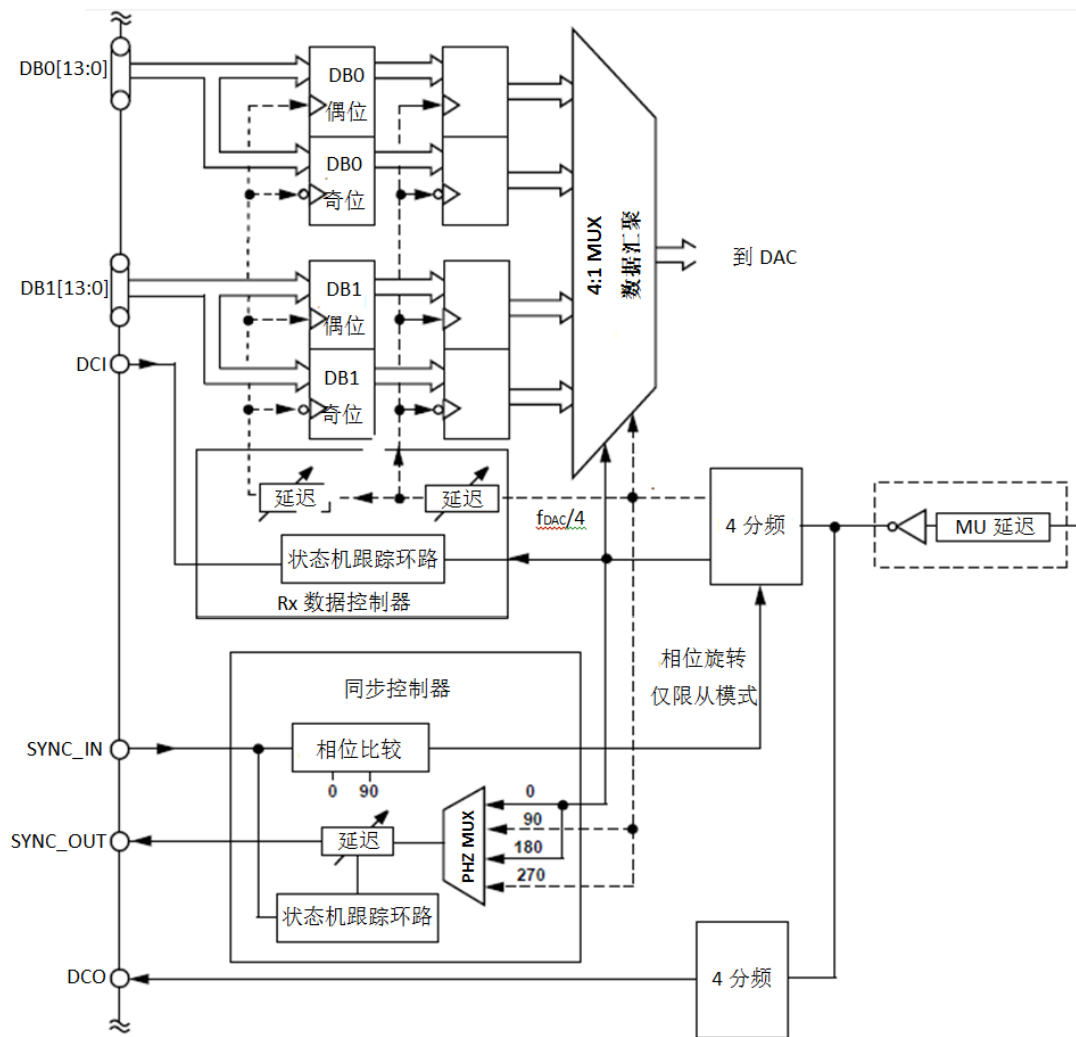 DB0[13:0]
DB0
偶位
DB0
奇位
DB1[13:0]
DB1
偶位
DB1
奇位
4:1 MUX
数据汇聚
到 DAC
DCI
延迟
延迟
fDAC/4
4 分频
MU 延迟
状态机跟踪环路
Rx 数据控制器
相位旋转
仅限从模式
同步控制器
SYNC_IN
相位比较
0 90
PHZ MUX
0
90
180
270
SYNC_OUT
延迟
状态机跟踪环路
DCO
4 分频